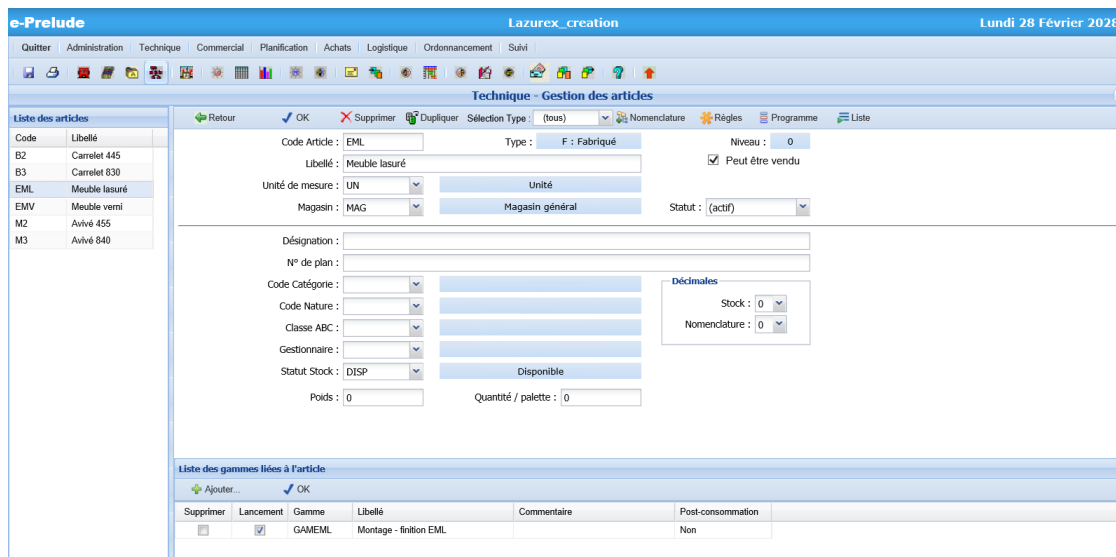 e-Prelude Lazurex_creation Lundi 28 Février 2028
Quitter Administration Technique Commercial Planification Achats Logistique Ordonnancement Suivi
Technique - Gestion des articles
Liste des articles Retour OK Supprimer Dupliquer Sélection Type : (tous) Nomenclature Règles Programme Liste
Code Libellé
B2 Carrelet 445
B3 Carrelet 830
EML Meuble lasuré
EMV Meuble verni
M2 Avivé 455
M3 Avivé 840
Code Article : EML Type : F : Fabriqué Niveau : 0
Libellé : Meuble lasuré Peut être vendu
Unité de mesure : UN Unité
Magasin : MAG Magasin général Statut : (actif)
Désignation :
N° de plan :
Code Catégorie : Décimales
Code Nature : Stock : 0
Classe ABC : Nomenclature : 0
Gestionnaire :
Statut Stock : DISP Disponible
Poids : 0 Quantité / palette : 0
Liste des gammes liées à l'article
Ajouter... OK
Supprimer Lancement Gamme Libellé Commentaire Post-consommation
GAMEML Montage - finition EML Non